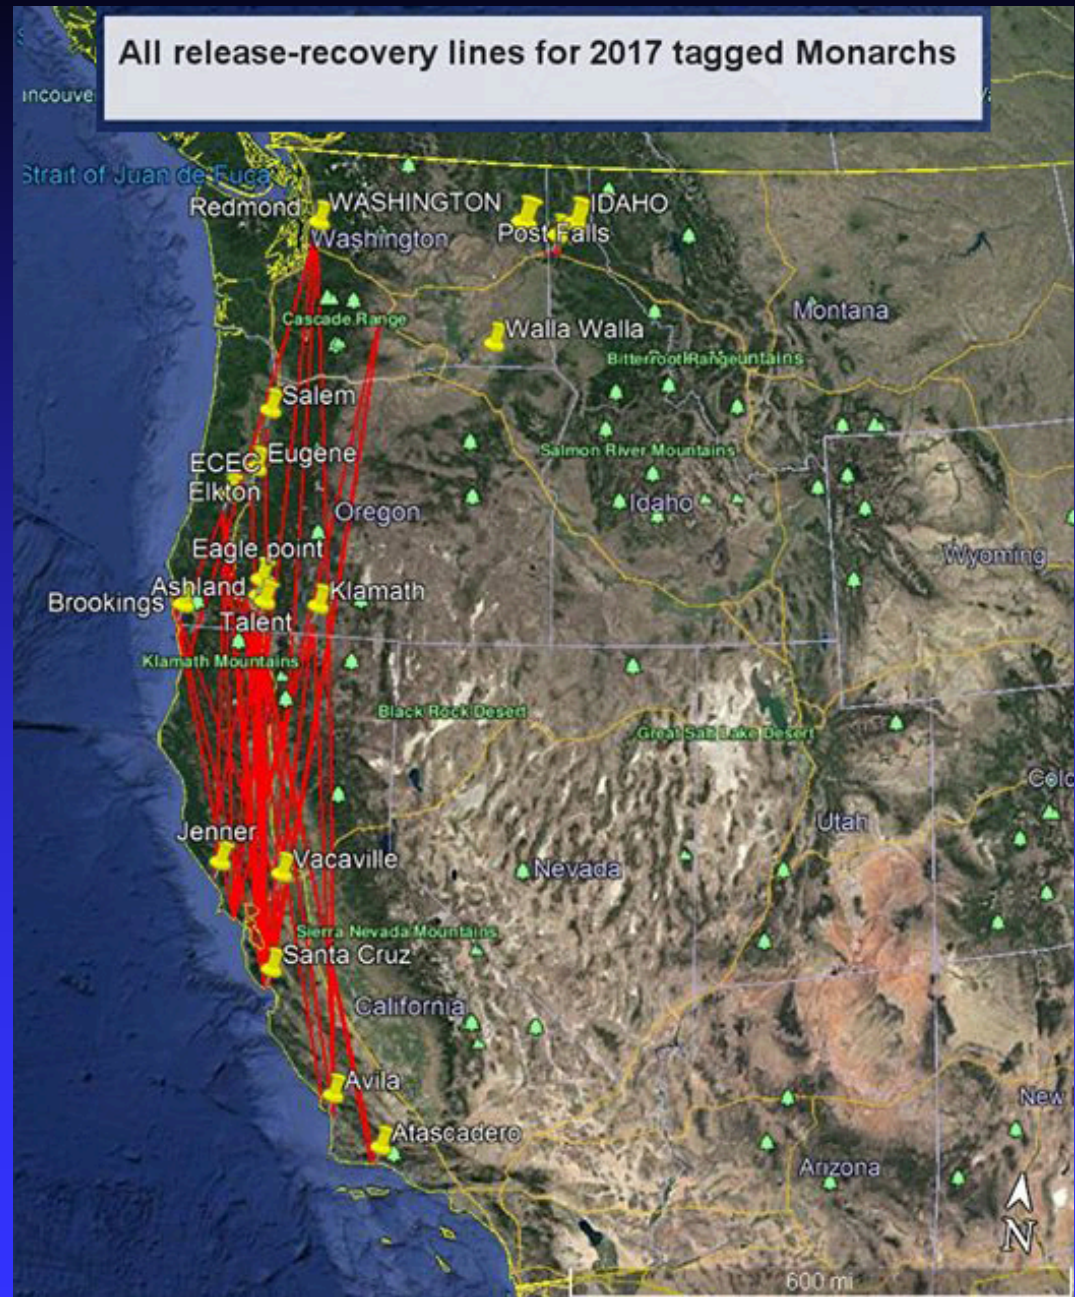 All release-recovery lines for 2017 tagged Monarchs
ncouve
Strait of Juan de Fuca
Redmond
WASHINGTON
IDAHO
Washington
Post Falls
Montana
Cascade Range
Walla Walla
Salem
Salmon River Mountains
ECEC
Eugene
Elkton
Oregon
Idaho
Eagle point
Wyoming
Ashland
Klamath
Brookings
Talent
Klamath Mountains
Black Rock Desert
Great Salt Lake Desert
Colo
Utah
Jenner
Vacaville
Nevada
Sierra Nevada Mountains
Santa Cruz
California
Avila
New
Atascadero
Arizona
N
600 mi